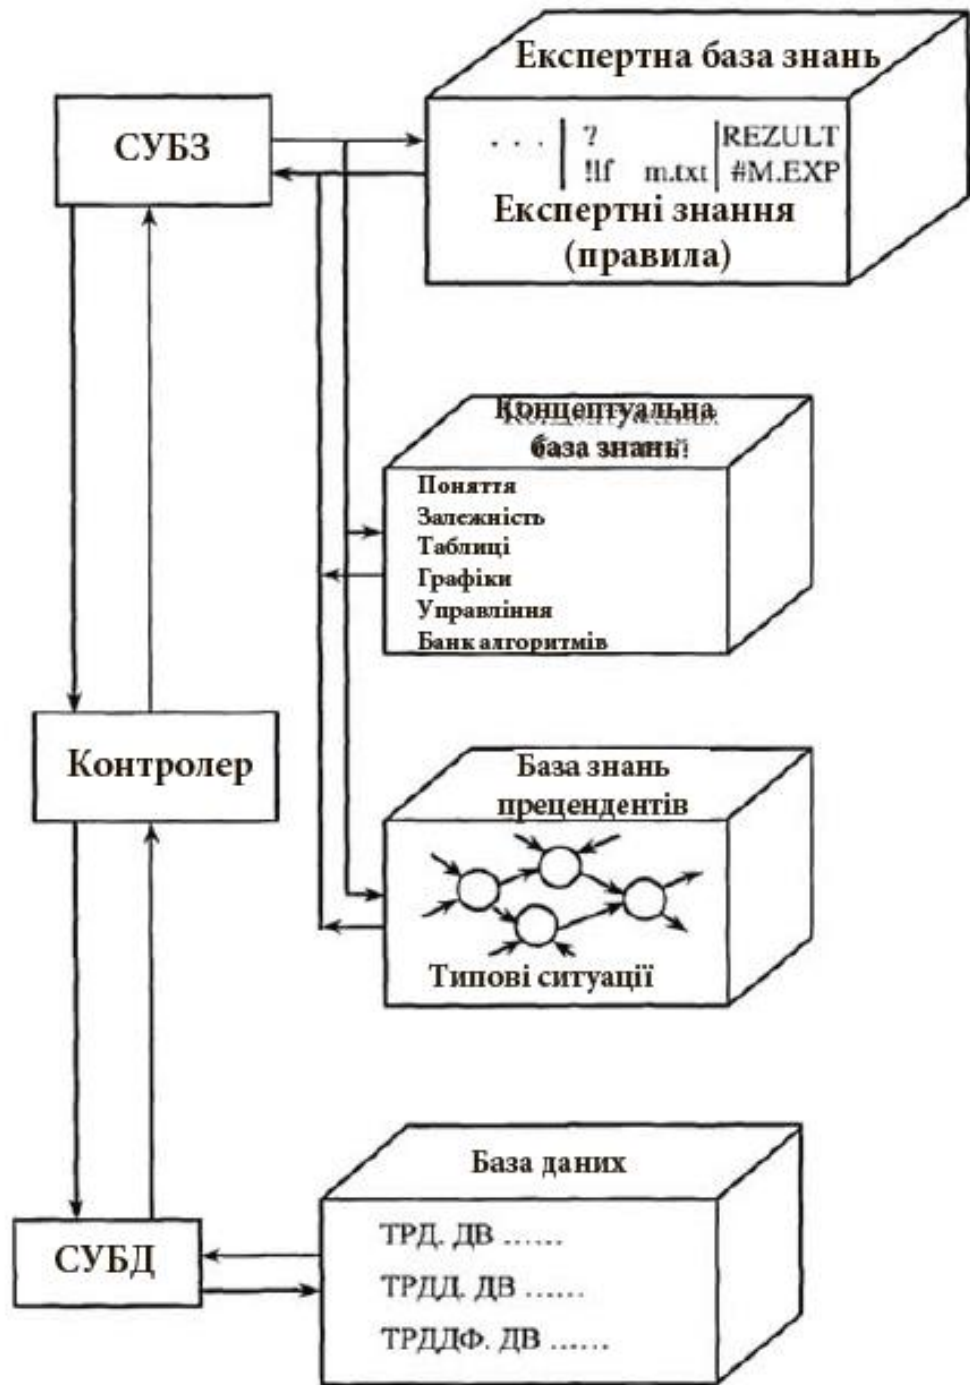 Експертна база знань
СУБЗ
. . . | ? |REZULT
!If m.txt #M.EXP
Експертні знання
(правила)
Концептуальна
база знань
Поняття
Залежність
Таблиці
Графіки
Управління
Банк алгоритмів
Контролер
База знань
прецендентів
Типові ситуації
База даних
СУБД
ТРД. ДВ ......
ТРДД. ДВ ......
ТРДДФ. ДВ ......